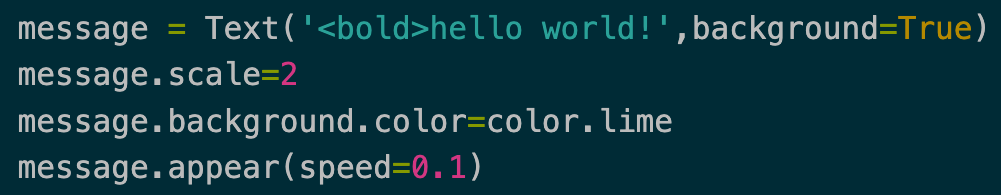 message = Text('<bold>hello world!',background=True)
message.scale=2
message.background.color=color.lime
message.appear(speed=0.1)